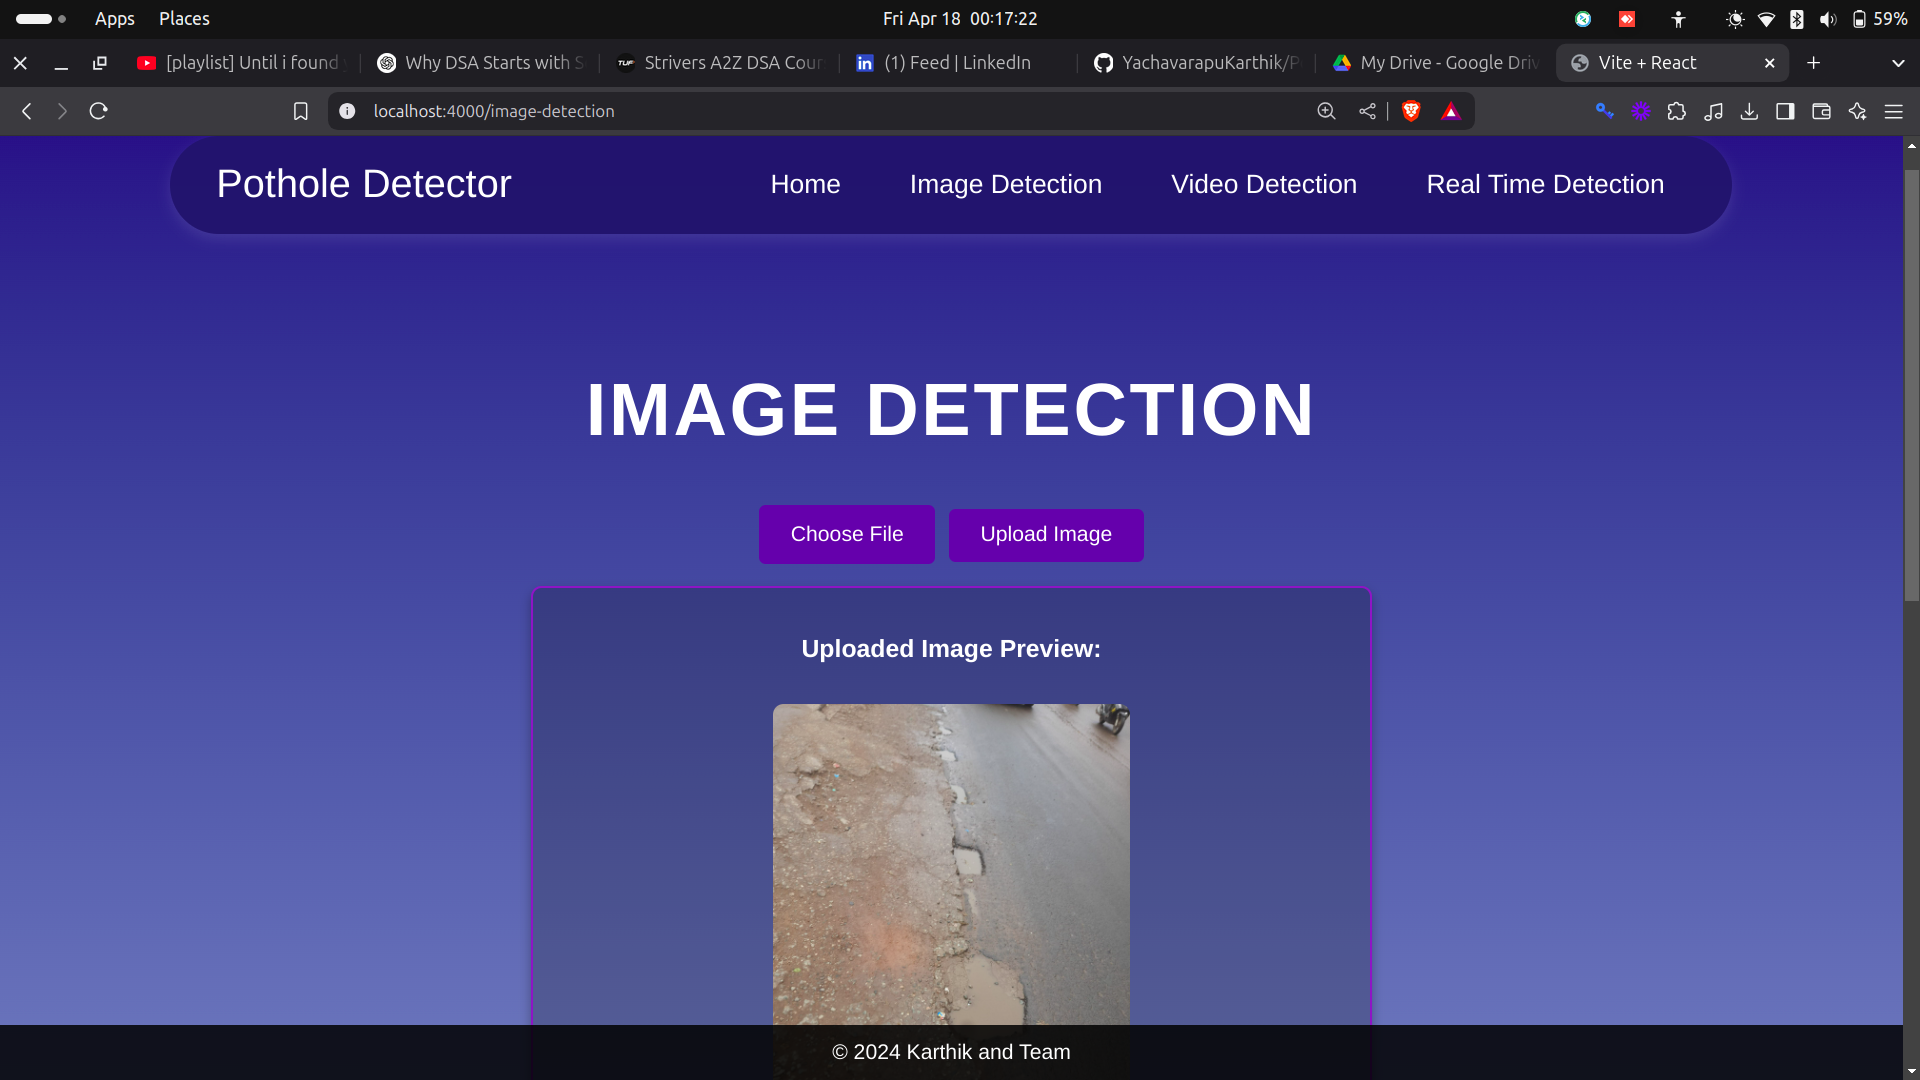 Apps Places Fri Apr 18 00:17:22 59%
[playlist] Until i found Why DSA Starts with Strivers A2Z DSA Cour (1) Feed | LinkedIn YachavarapuKarthik/P My Drive - Google Driv Vite + React
localhost:4000/image-detection
Pothole Detector Home Image Detection Video Detection Real Time Detection
IMAGE DETECTION
Choose File Upload Image
Uploaded Image Preview:
© 2024 Karthik and Team